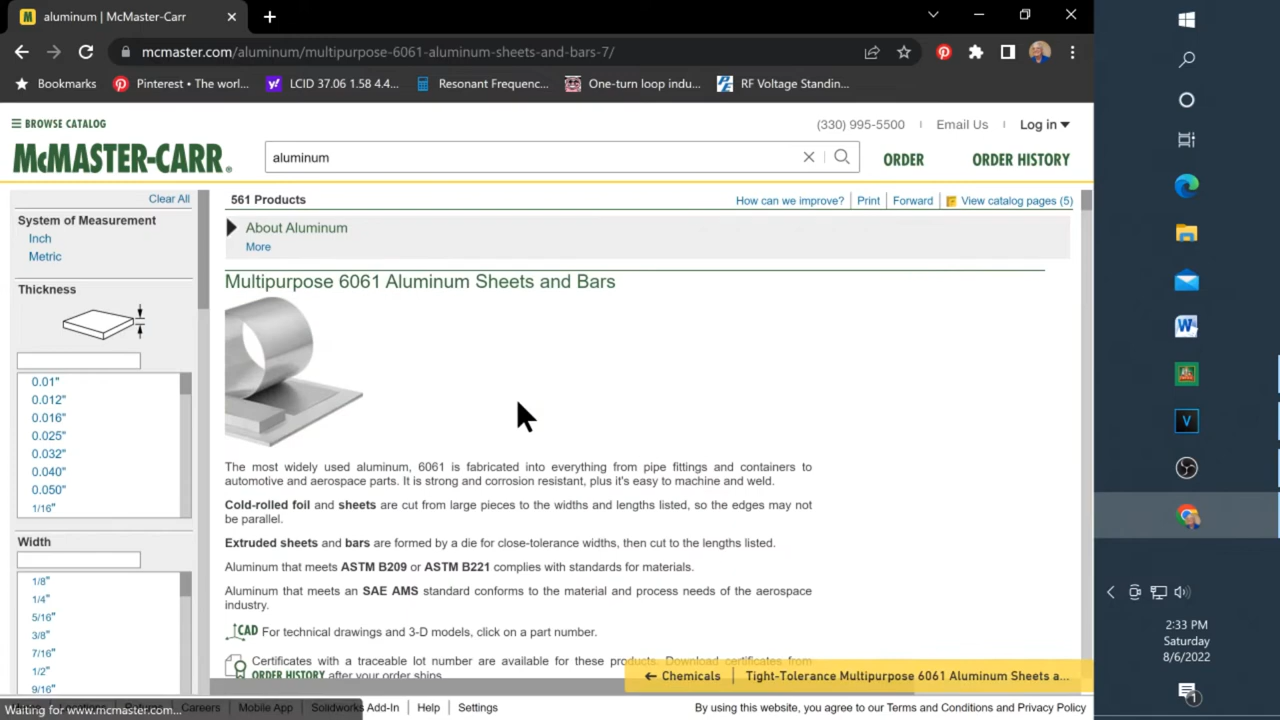 aluminum | McMaster-Carr
mcmaster.com/aluminum/multipurpose-6061-aluminum-sheets-and-bars-7/
Bookmarks
Pinterest • The worl...
LCID 37.06 1.58 4.4...
Resonant Frequenc...
One-turn loop indu...
RF Voltage Standin...
BROWSE CATALOG
(330) 995-5500
Email Us
Log in
McMASTER-CARR®
aluminum
ORDER
ORDER HISTORY
Clear All
System of Measurement
Inch
Metric
Thickness
0.01"
0.012"
0.016"
0.025"
0.032"
0.040"
0.050"
1/16"
Width
1/8"
1/4"
5/16"
3/8"
7/16"
1/2"
9/16"
561 Products
How can we improve?
Print
Forward
View catalog pages (5)
About Aluminum
More
Multipurpose 6061 Aluminum Sheets and Bars
The most widely used aluminum, 6061 is fabricated into everything from pipe fittings and containers to
automotive and aerospace parts. It is strong and corrosion resistant, plus it's easy to machine and weld.
Cold-rolled foil and sheets are cut from large pieces to the widths and lengths listed, so the edges may not
be parallel.
Extruded sheets and bars are formed by a die for close-tolerance widths, then cut to the lengths listed.
Aluminum that meets ASTM B209 or ASTM B221 complies with standards for materials.
Aluminum that meets an SAE AMS standard conforms to the material and process needs of the aerospace
industry.
CAD For technical drawings and 3-D models, click on a part number.
Certificates with a traceable lot number are available for these products. Download certificates from
ORDER HISTORY after your order ships.
Chemicals
Tight-Tolerance Multipurpose 6061 Aluminum Sheets a...
Waiting for www.mcmaster.com...
Careers
Mobile App
Solidworks Add-In
Help
Settings
By using this website, you agree to our Terms and Conditions and Privacy Policy
2:33 PM
Saturday
8/6/2022
1